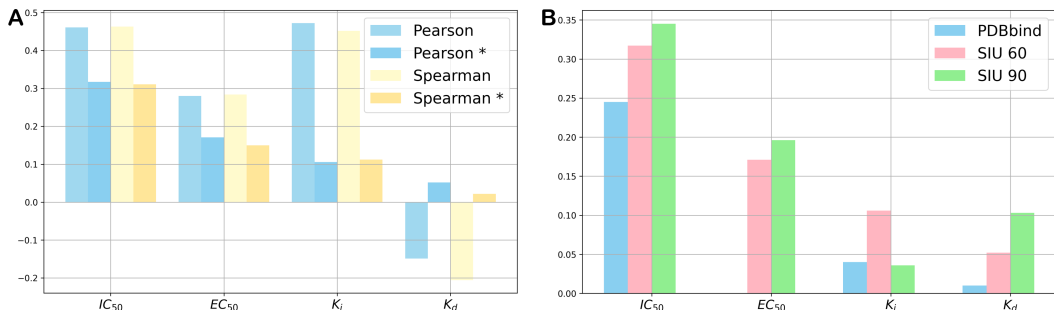 A
0.5
0.4
0.3
0.2
0.1
0.0
−0.1
−0.2
Pearson
Pearson *
Spearman
Spearman *
IC50
EC50
Ki
Kd
B
0.35
0.30
0.25
0.20
0.15
0.10
0.05
0.00
PDBbind
SIU 60
SIU 90
IC50
EC50
Ki
Kd